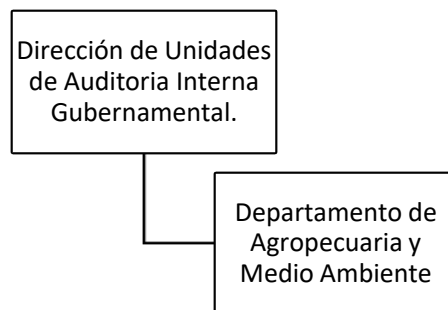 Dirección de Unidades
de Auditoria Interna
Gubernamental.
Departamento de
Agropecuaria y
Medio Ambiente